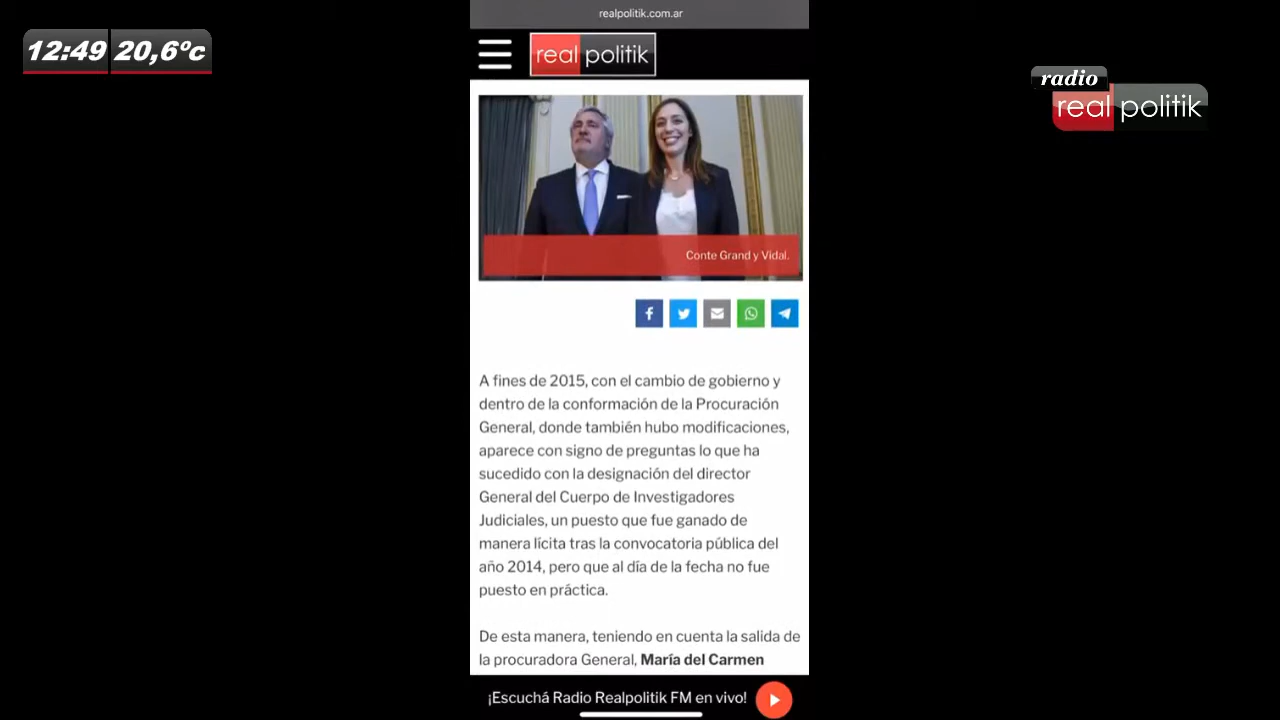 realpolitik.com.ar
12:49 20,6ºc
real politik
radio
real politik
Conte Grand y Vidal.
A fines de 2015, con el cambio de gobierno y
dentro de la conformación de la Procuración
General, donde también hubo modificaciones,
aparece con signo de preguntas lo que ha
sucedido con la designación del director
General del Cuerpo de Investigadores
Judiciales, un puesto que fue ganado de
manera lícita tras la convocatoria pública del
año 2014, pero que al día de la fecha no fue
puesto en práctica.
De esta manera, teniendo en cuenta la salida de
la procuradora General, María del Carmen
¡Escuchá Radio Realpolitik FM en vivo!